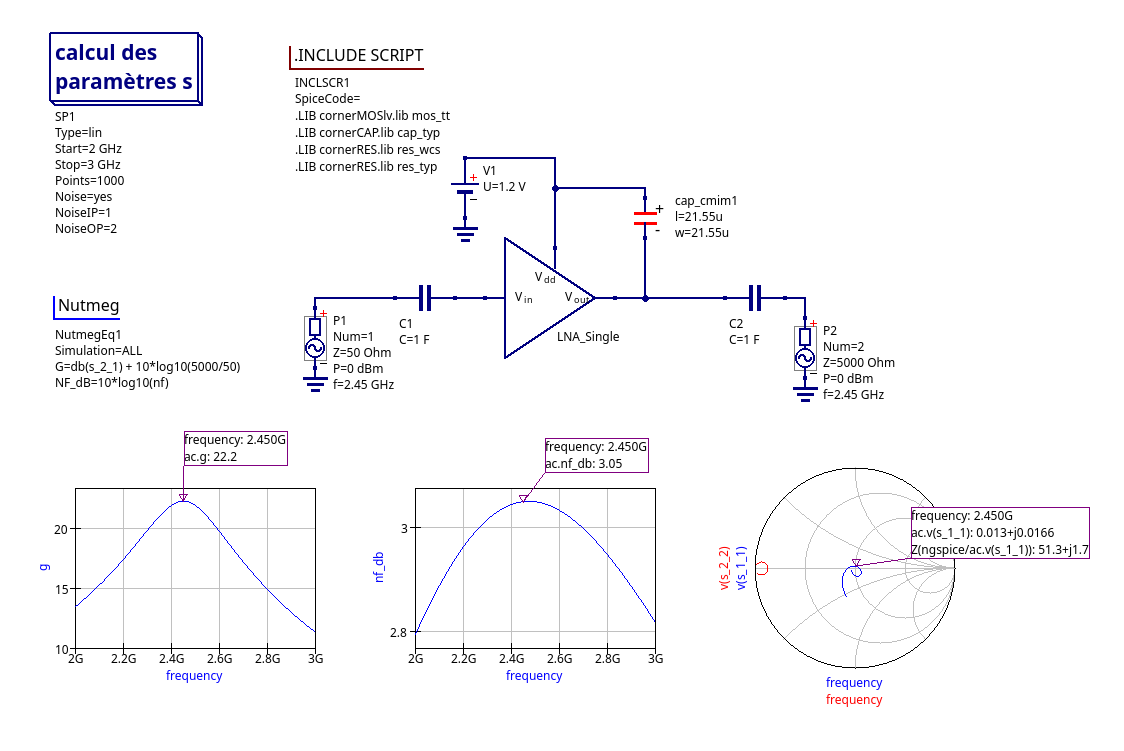 calcul des
paramètres s
SP1
Type=lin
Start=2 GHz
Stop=3 GHz
Points=1000
Noise=yes
NoiseIP=1
NoiseOP=2
.INCLUDE SCRIPT
INCLSCR1
SpiceCode=
.LIB cornerMOSlv.lib mos_tt
.LIB cornerCAP.lib cap_typ
.LIB cornerRES.lib res_wcs
.LIB cornerRES.lib res_typ
V1
U=1.2 V
+
−
cap_cmim1
l=21.55u
w=21.55u
+
-
Vdd
Vin
Vout
LNA_Single
Nutmeg
NutmegEq1
Simulation=ALL
G=db(s_2_1) + 10*log10(5000/50)
NF_dB=10*log10(nf)
+
−
P1
Num=1
Z=50 Ohm
P=0 dBm
f=2.45 GHz
C1
C=1 F
C2
C=1 F
+
−
P2
Num=2
Z=5000 Ohm
P=0 dBm
f=2.45 GHz
frequency: 2.450G
ac.g: 22.2
20
15
10
g
2G 2.2G 2.4G 2.6G 2.8G 3G
frequency
frequency: 2.450G
ac.nf_db: 3.05
3
2.8
nf_db
2G 2.2G 2.4G 2.6G 2.8G 3G
frequency
frequency: 2.450G
ac.v(s_1_1): 0.013+j0.0166
Z(ngspice/ac.v(s_1_1)): 51.3+j1.7
v(s_2_2)
v(s_1_1)
frequency
frequency